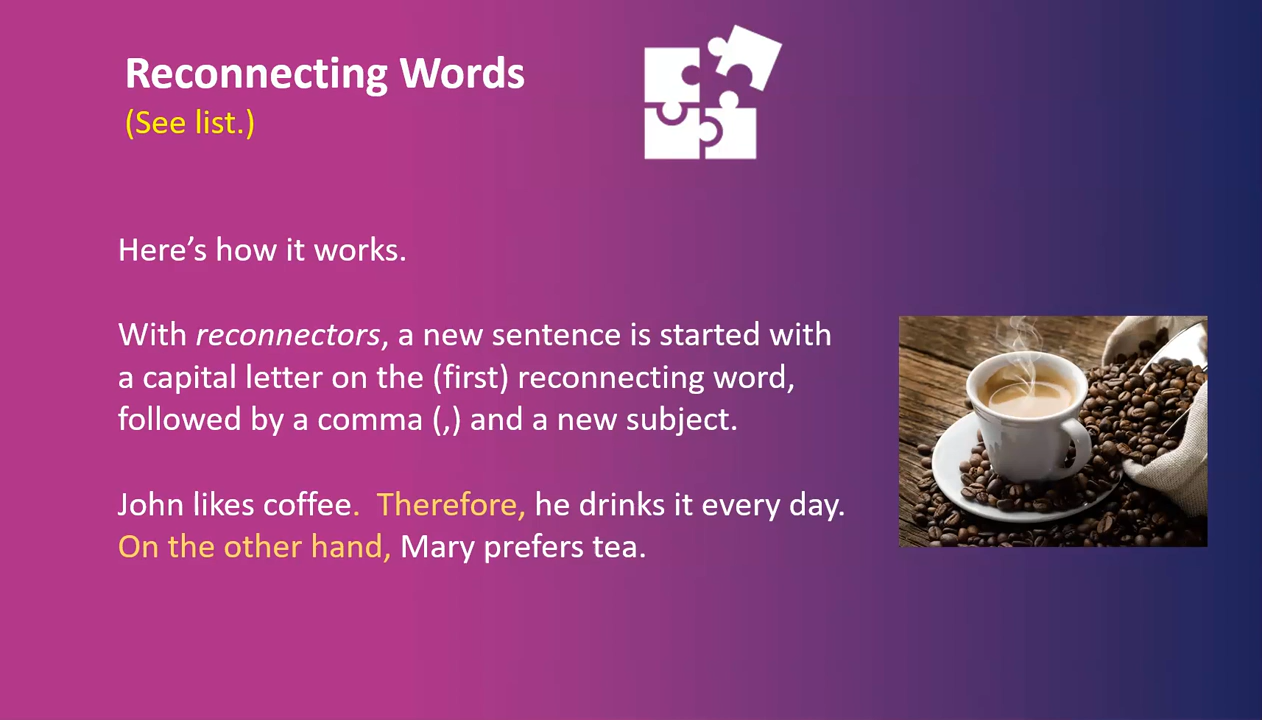 Reconnecting Words
(See list.)
Here’s how it works.
With reconnectors, a new sentence is started with
a capital letter on the (first) reconnecting word,
followed by a comma (,) and a new subject.
John likes coffee.  Therefore, he drinks it every day.
On the other hand, Mary prefers tea.